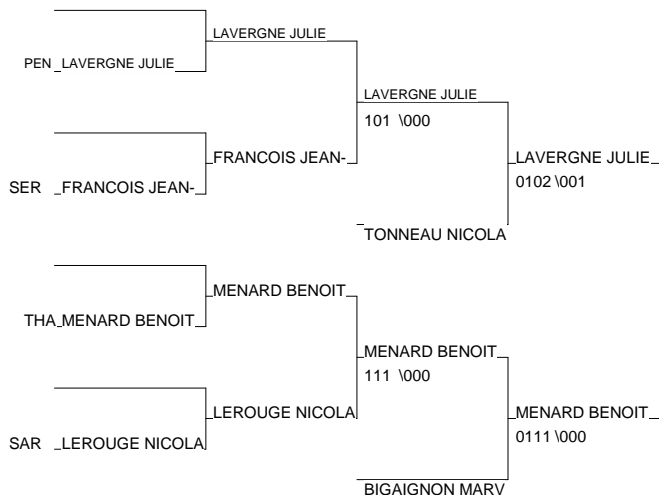 LAVERGNE JULIE
PEN LAVERGNE JULIE
LAVERGNE JULIE
101 \000
FRANCOIS JEAN-
LAVERGNE JULIE
0102 \001
SER FRANCOIS JEAN-
TONNEAU NICOLA
MENARD BENOIT
THA MENARD BENOIT
MENARD BENOIT
111 \000
LEROUGE NICOLA
MENARD BENOIT
0111 \000
SAR LEROUGE NICOLA
BIGAIGNON MARV